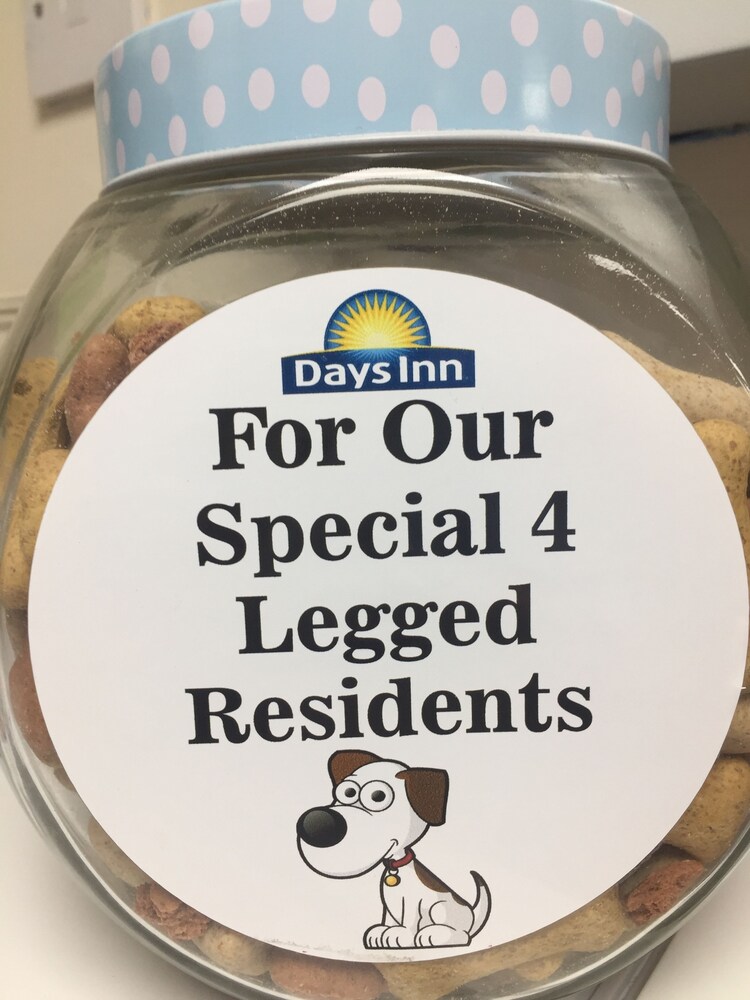 Days Inn
For Our
Special 4
Legged
Residents